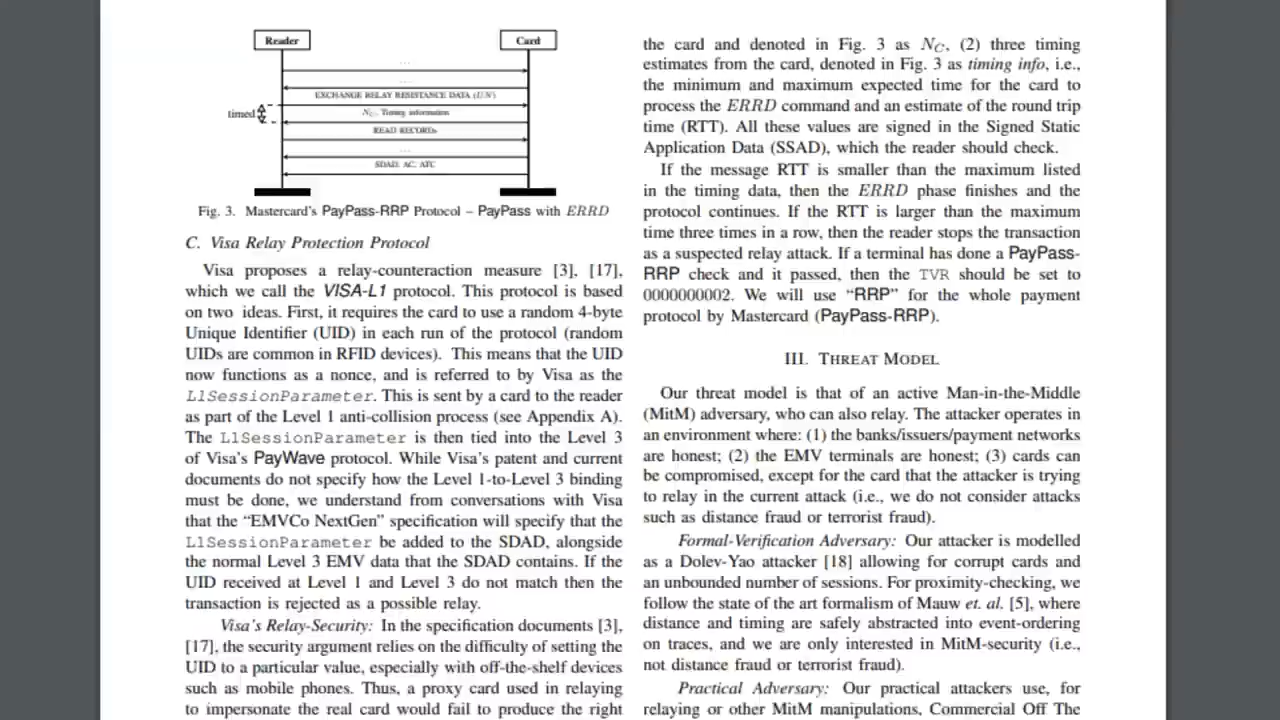 Reader
Card
...
...
EXCHANGE RELAY RESISTANCE DATA (UN)
timed
N_C, Timing information
READ RECORDs
...
SDAD, AC, ATC
Fig. 3. Mastercard's PayPass-RRP Protocol – PayPass with ERRD
C. Visa Relay Protection Protocol
Visa proposes a relay-counteraction measure [3], [17],
which we call the VISA-L1 protocol. This protocol is based
on two ideas. First, it requires the card to use a random 4-byte
Unique Identifier (UID) in each run of the protocol (random
UIDs are common in RFID devices). This means that the UID
now functions as a nonce, and is referred to by Visa as the
L1SessionParameter. This is sent by a card to the reader
as part of the Level 1 anti-collision process (see Appendix A).
The L1SessionParameter is then tied into the Level 3
of Visa's PayWave protocol. While Visa's patent and current
documents do not specify how the Level 1-to-Level 3 binding
must be done, we understand from conversations with Visa
that the “EMVCo NextGen” specification will specify that the
L1SessionParameter be added to the SDAD, alongside
the normal Level 3 EMV data that the SDAD contains. If the
UID received at Level 1 and Level 3 do not match then the
transaction is rejected as a possible relay.
Visa's Relay-Security: In the specification documents [3],
[17], the security argument relies on the difficulty of setting the
UID to a particular value, especially with off-the-shelf devices
such as mobile phones. Thus, a proxy card used in relaying
to impersonate the real card would fail to produce the right
the card and denoted in Fig. 3 as N_C, (2) three timing
estimates from the card, denoted in Fig. 3 as timing info, i.e.,
the minimum and maximum expected time for the card to
process the ERRD command and an estimate of the round trip
time (RTT). All these values are signed in the Signed Static
Application Data (SSAD), which the reader should check.
If the message RTT is smaller than the maximum listed
in the timing data, then the ERRD phase finishes and the
protocol continues. If the RTT is larger than the maximum
time three times in a row, then the reader stops the transaction
as a suspected relay attack. If a terminal has done a PayPass-
RRP check and it passed, then the TVR should be set to
0000000002. We will use “RRP” for the whole payment
protocol by Mastercard (PayPass-RRP).
III. THREAT MODEL
Our threat model is that of an active Man-in-the-Middle
(MitM) adversary, who can also relay. The attacker operates in
an environment where: (1) the banks/issuers/payment networks
are honest; (2) the EMV terminals are honest; (3) cards can
be compromised, except for the card that the attacker is trying
to relay in the current attack (i.e., we do not consider attacks
such as distance fraud or terrorist fraud).
Formal-Verification Adversary: Our attacker is modelled
as a Dolev-Yao attacker [18] allowing for corrupt cards and
an unbounded number of sessions. For proximity-checking, we
follow the state of the art formalism of Mauw et. al. [5], where
distance and timing are safely abstracted into event-ordering
on traces, and we are only interested in MitM-security (i.e.,
not distance fraud or terrorist fraud).
Practical Adversary: Our practical attackers use, for
relaying or other MitM manipulations, Commercial Off The